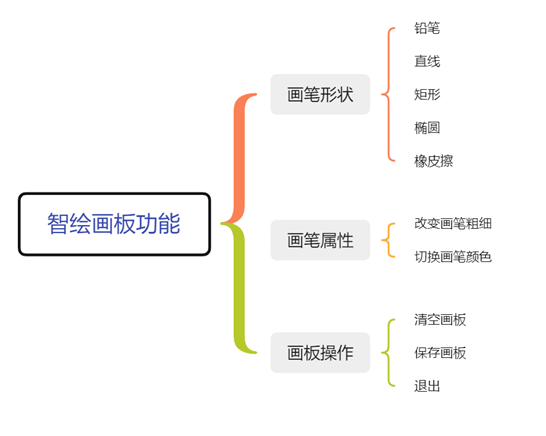 智绘画板功能
画笔形状
铅笔
直线
矩形
椭圆
橡皮擦
画笔属性
改变画笔粗细
切换画笔颜色
画板操作
清空画板
保存画板
退出